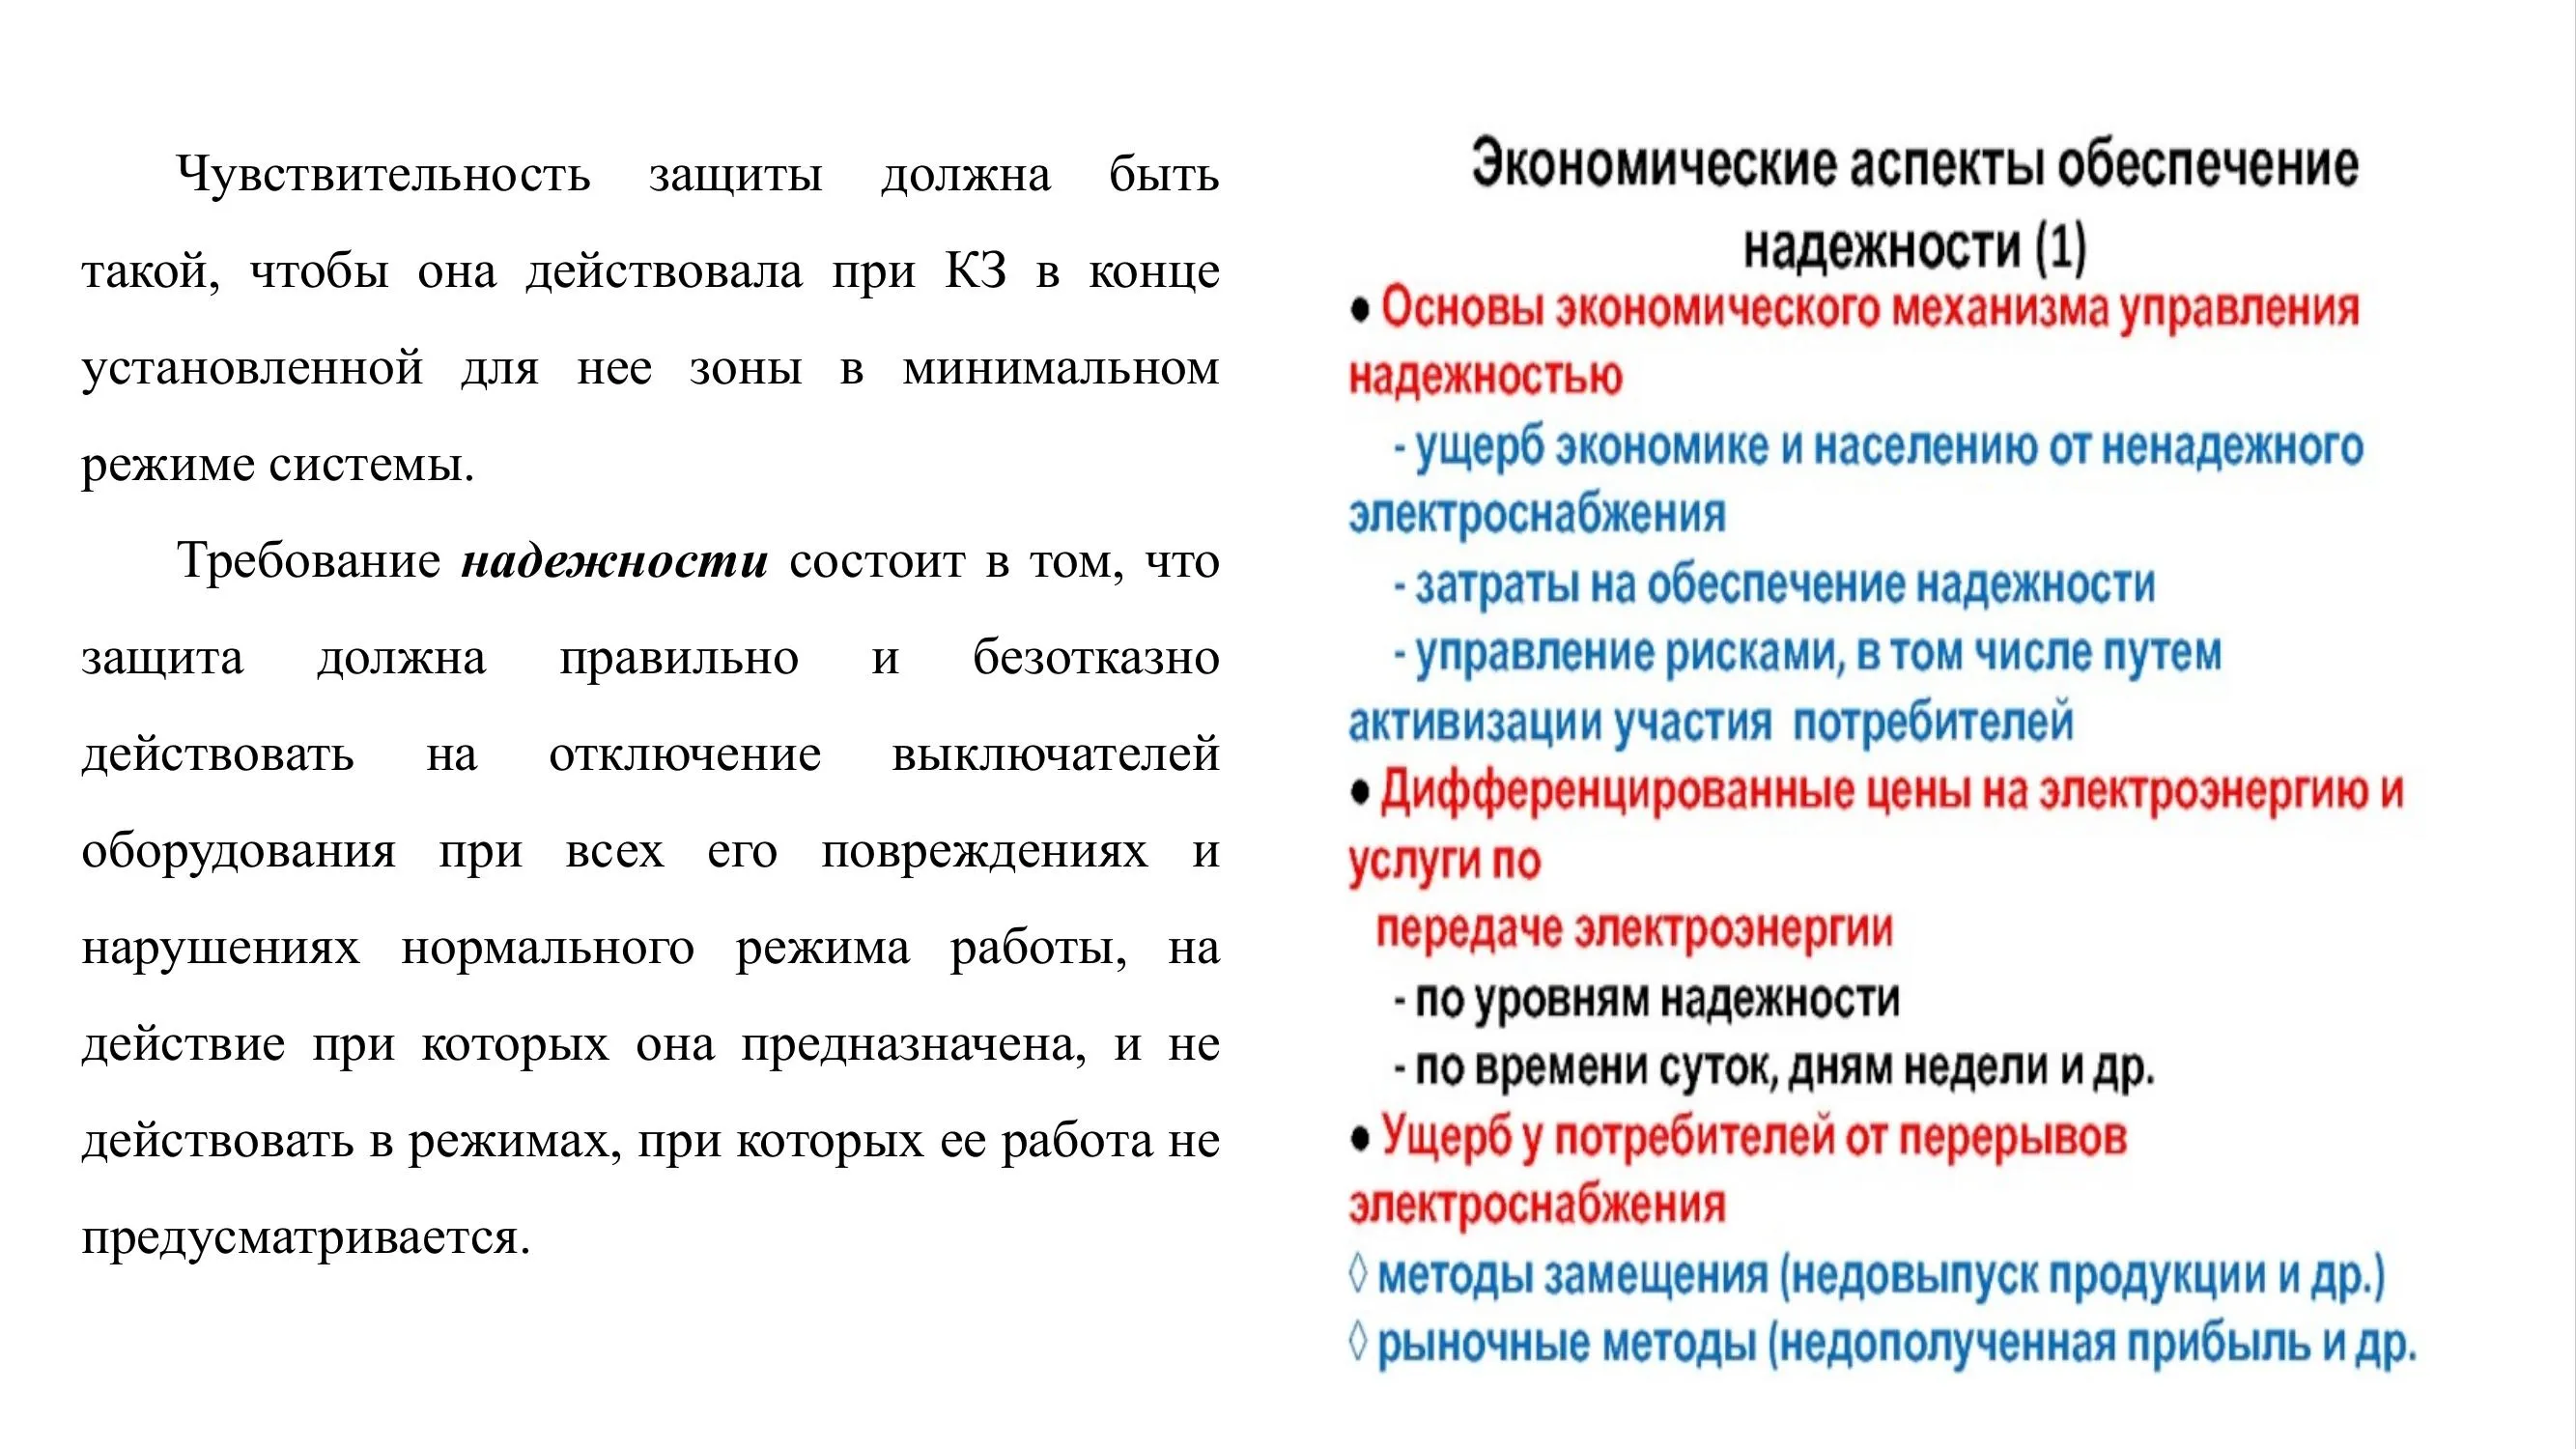 Чувствительность защиты должна быть
такой, чтобы она действовала при КЗ в конце
установленной для нее зоны в минимальном
режиме системы.
Требование надежности состоит в том, что
защита должна правильно и безотказно
действовать на отключение выключателей
оборудования при всех его повреждениях и
нарушениях нормального режима работы, на
действие при которых она предназначена, и не
действовать в режимах, при которых ее работа не
предусматривается.
Экономические аспекты обеспечение
надежности (1)
● Основы экономического механизма управления
надежностью
- ущерб экономике и населению от ненадежного
электроснабжения
- затраты на обеспечение надежности
- управление рисками, в том числе путем
активизации участия потребителей
● Дифференцированные цены на электроэнергию и
услуги по
передаче электроэнергии
- по уровням надежности
- по времени суток, дням недели и др.
● Ущерб у потребителей от перерывов
электроснабжения
◊ методы замещения (недовыпуск продукции и др.)
◊ рыночные методы (недополученная прибыль и др.